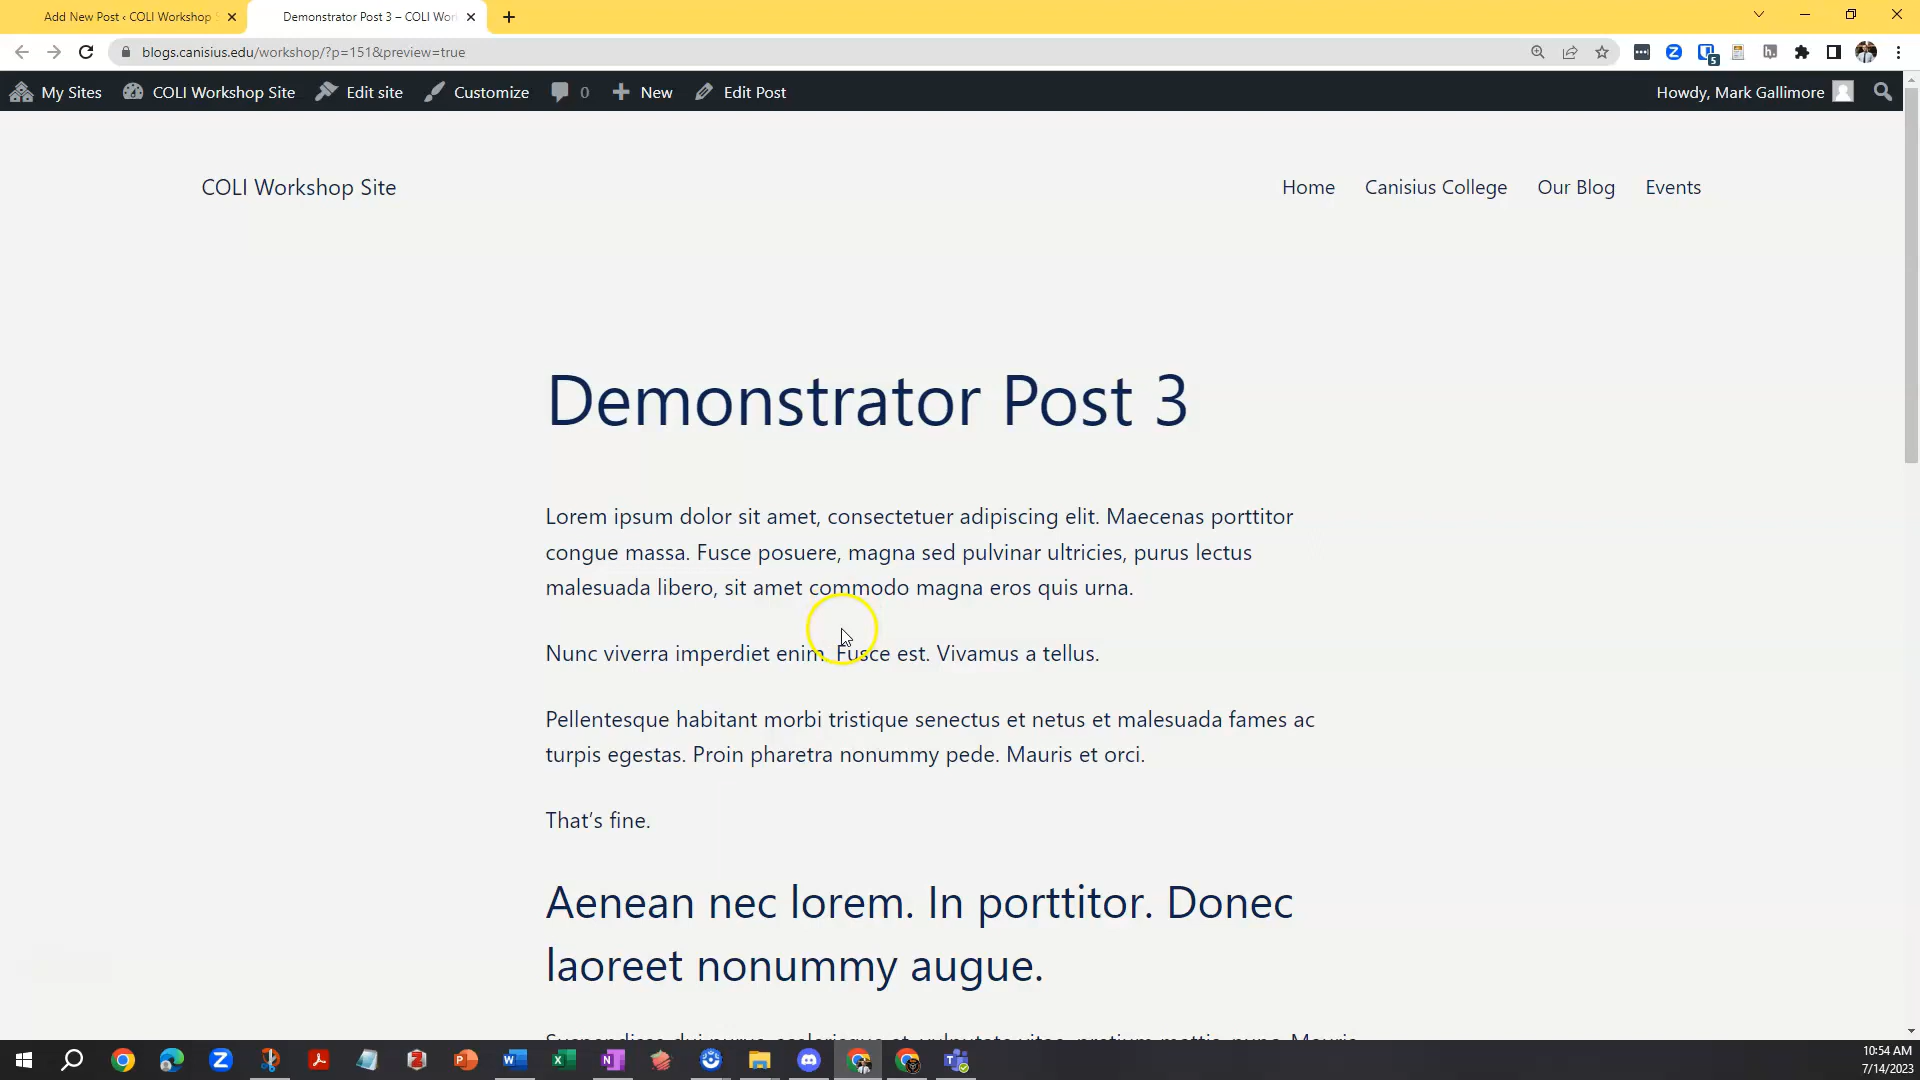 Add New Post ‹ COLI Workshop
Demonstrator Post 3 – COLI Wor
blogs.canisius.edu/workshop/?p=151&preview=true
5
My Sites
COLI Workshop Site
Edit site
Customize
0
New
Edit Post
Howdy, Mark Gallimore
COLI Workshop Site
Home
Canisius College
Our Blog
Events
Demonstrator Post 3
Lorem ipsum dolor sit amet, consectetuer adipiscing elit. Maecenas porttitor
congue massa. Fusce posuere, magna sed pulvinar ultricies, purus lectus
malesuada libero, sit amet commodo magna eros quis urna.
Nunc viverra imperdiet enim. Fusce est. Vivamus a tellus.
Pellentesque habitant morbi tristique senectus et netus et malesuada fames ac
turpis egestas. Proin pharetra nonummy pede. Mauris et orci.
That’s fine.
Aenean nec lorem. In porttitor. Donec
laoreet nonummy augue.
10:54 AM
7/14/2023